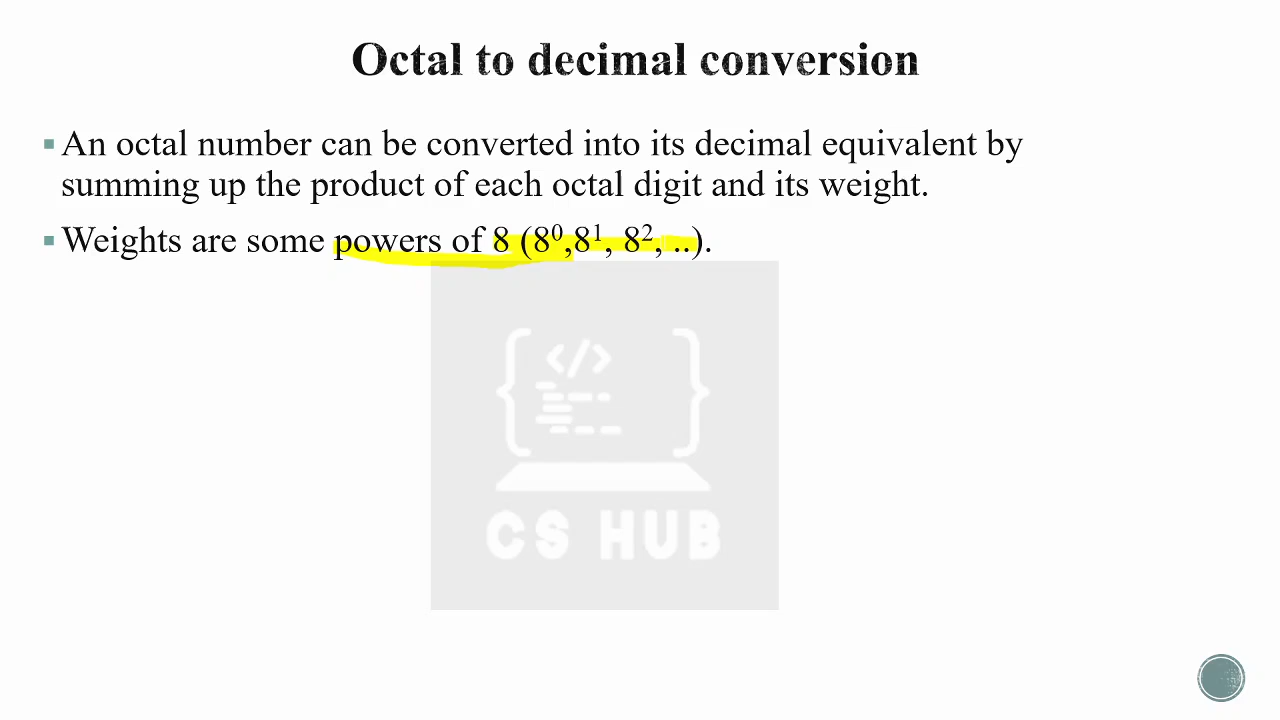 Octal to decimal conversion
▪ An octal number can be converted into its decimal equivalent by
summing up the product of each octal digit and its weight.
▪ Weights are some powers of 8 (8⁰,8¹, 8², ..).
</>
CS HUB